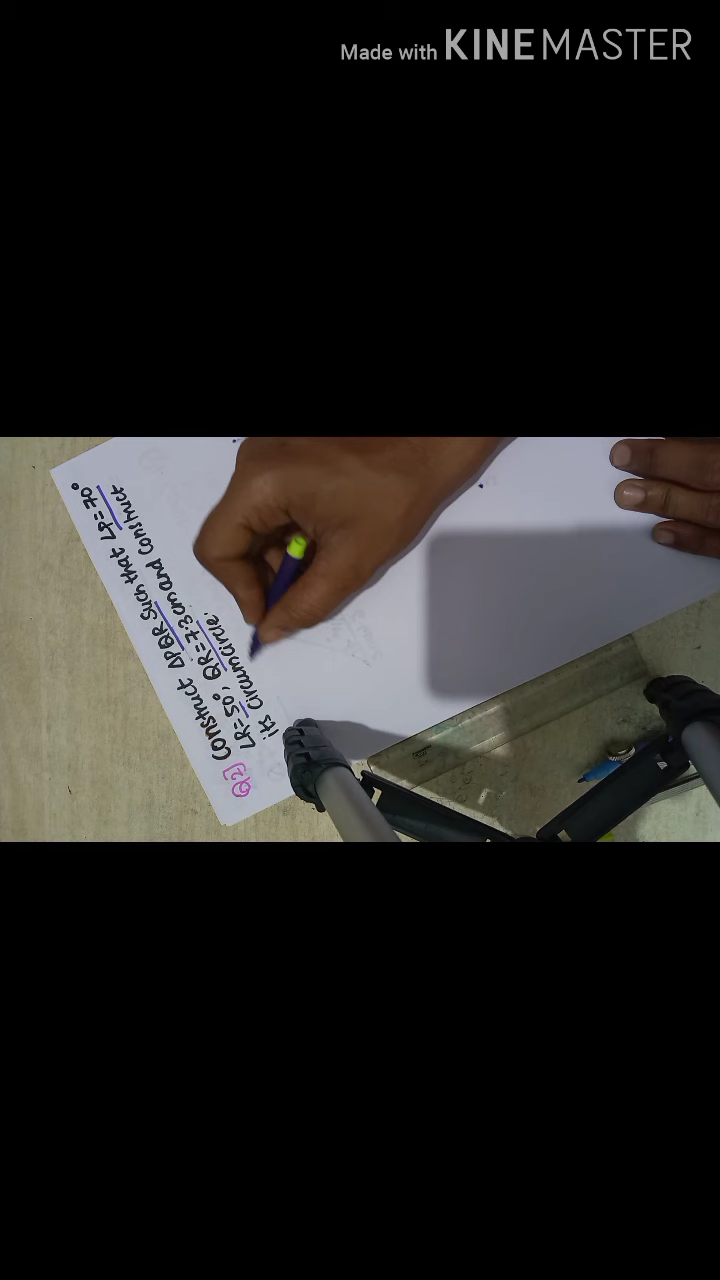 Made with KINEMASTER
Q2] Construct ΔPQR Such that ∠P=70°
∠R=50°, QR=7.3cm and Construct
its circumcircle.